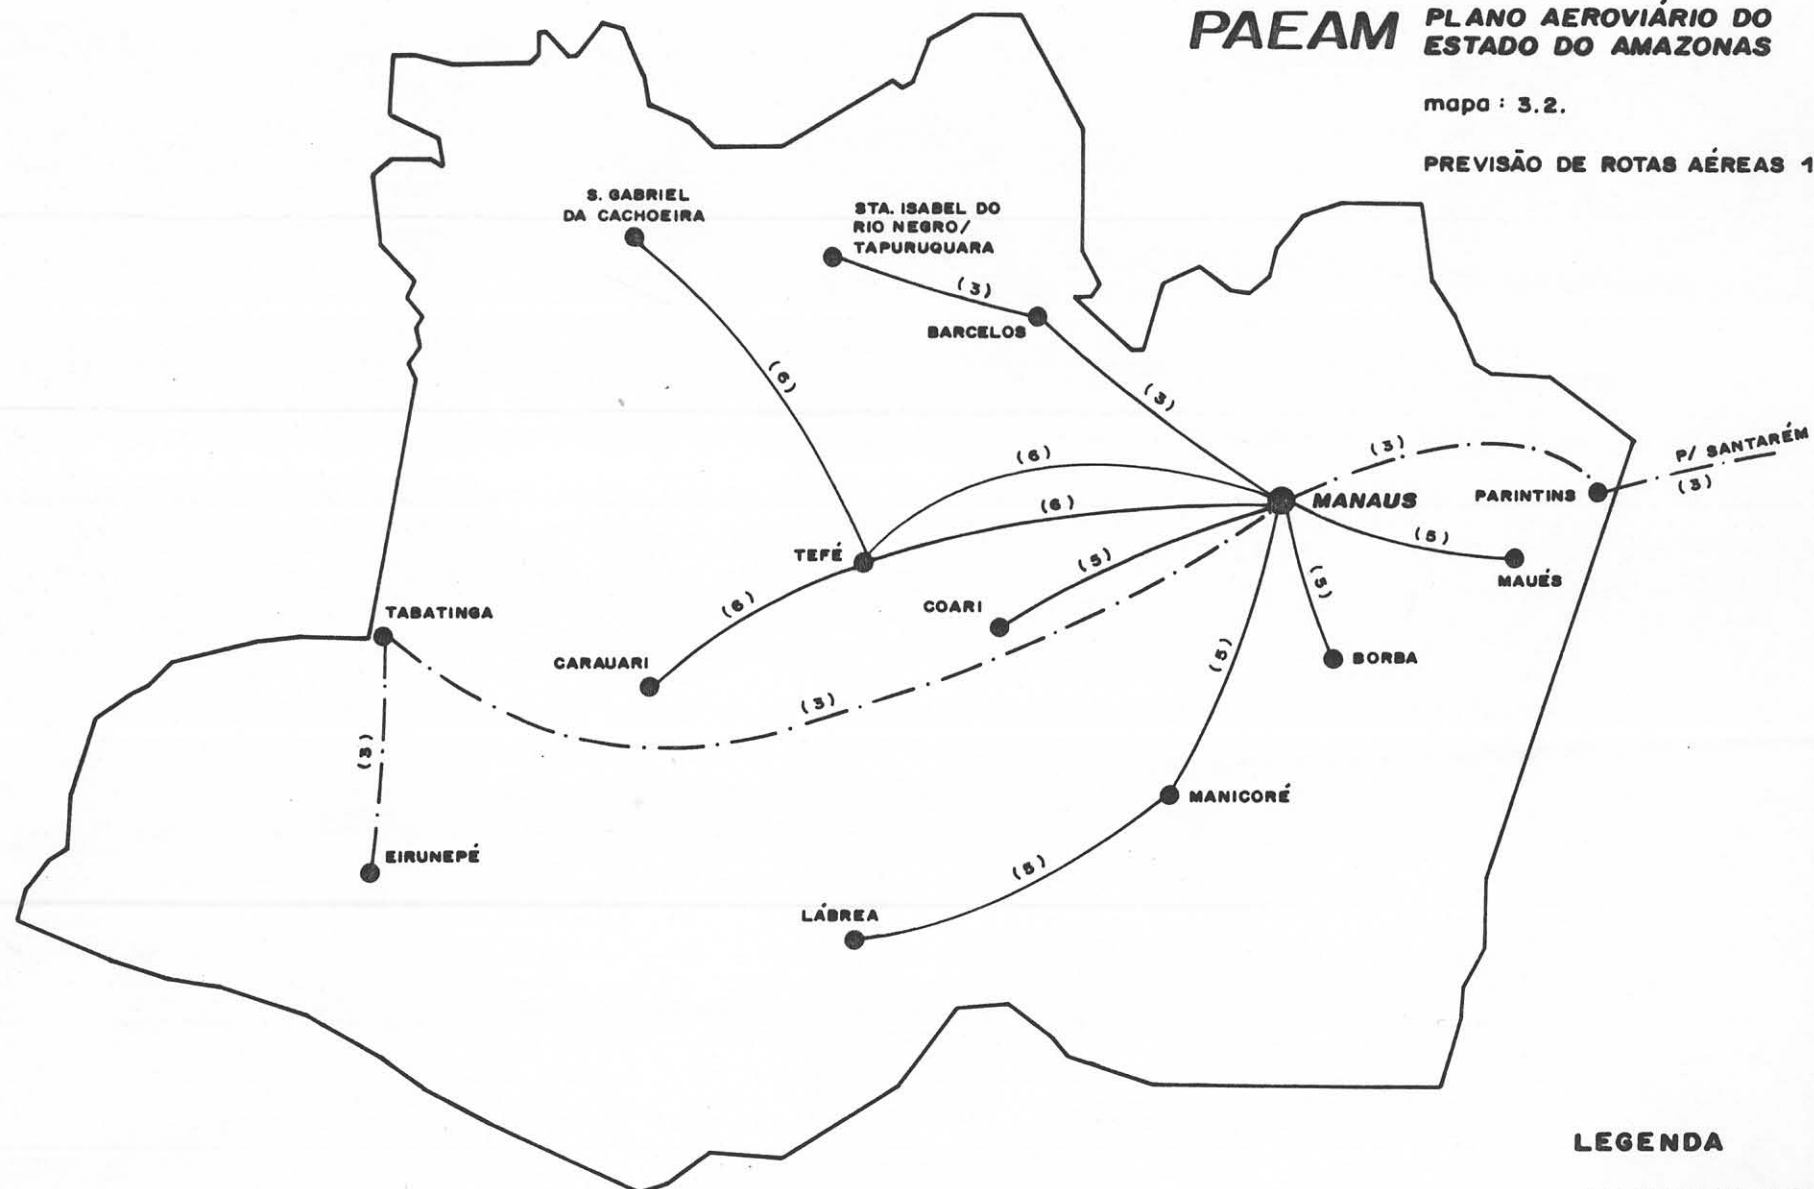 PAEAM
PLANO AEROVIÁRIO DO
ESTADO DO AMAZONAS
mapa : 3.2.
PREVISÃO DE ROTAS AÉREAS 1
S. GABRIEL
DA CACHOEIRA
STA. ISABEL DO
RIO NEGRO/
TAPURUQUARA
(3)
BARCELOS
(6)
(3)
(6)
(3)
P/ SANTARÉM
(3)
PARINTINS
MANAUS
(6)
(5)
TEFÉ
(5)
MAUÉS
(5)
(6)
COARI
TABATINGA
CARAUARI
BORBA
(5)
(3)
(3)
MANICORÉ
EIRUNEPÉ
(5)
LÁBREA
LEGENDA